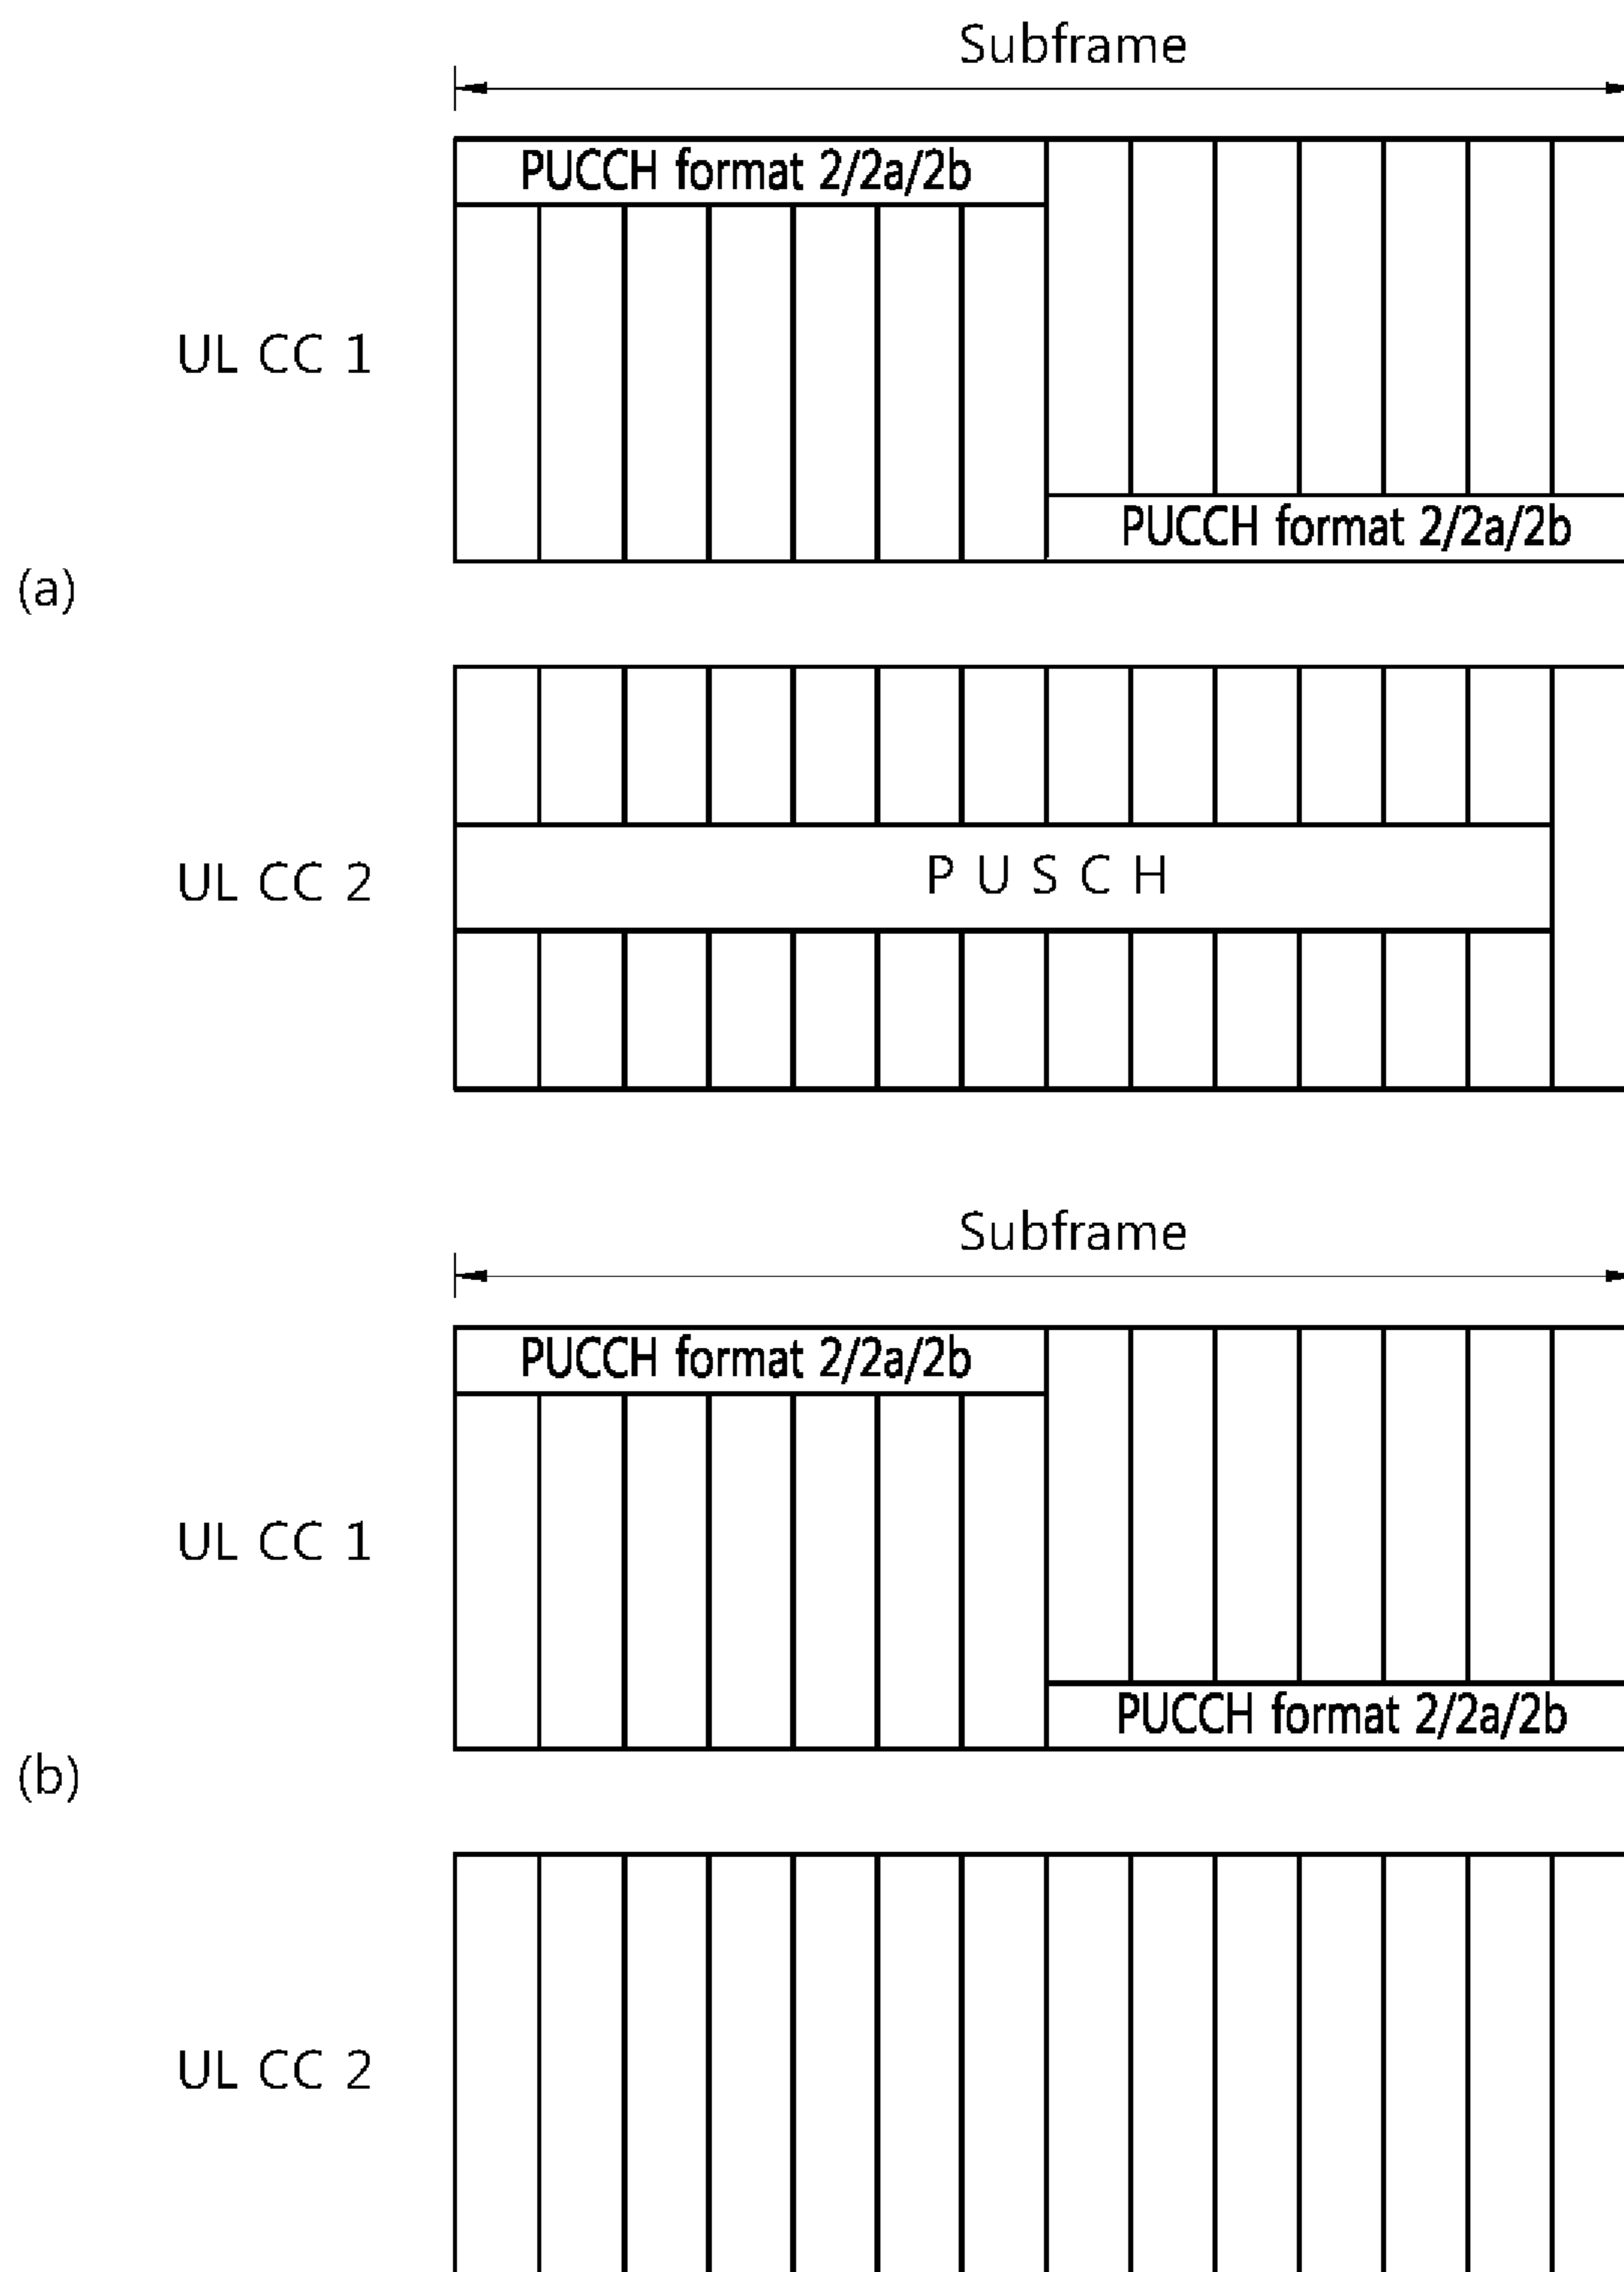 Subframe
PUCCH format 2/2a/2b
UL CC 1
PUCCH format 2/2a/2b
(a)
UL CC 2
P U S C H
Subframe
PUCCH format 2/2a/2b
UL CC 1
PUCCH format 2/2a/2b
(b)
UL CC 2